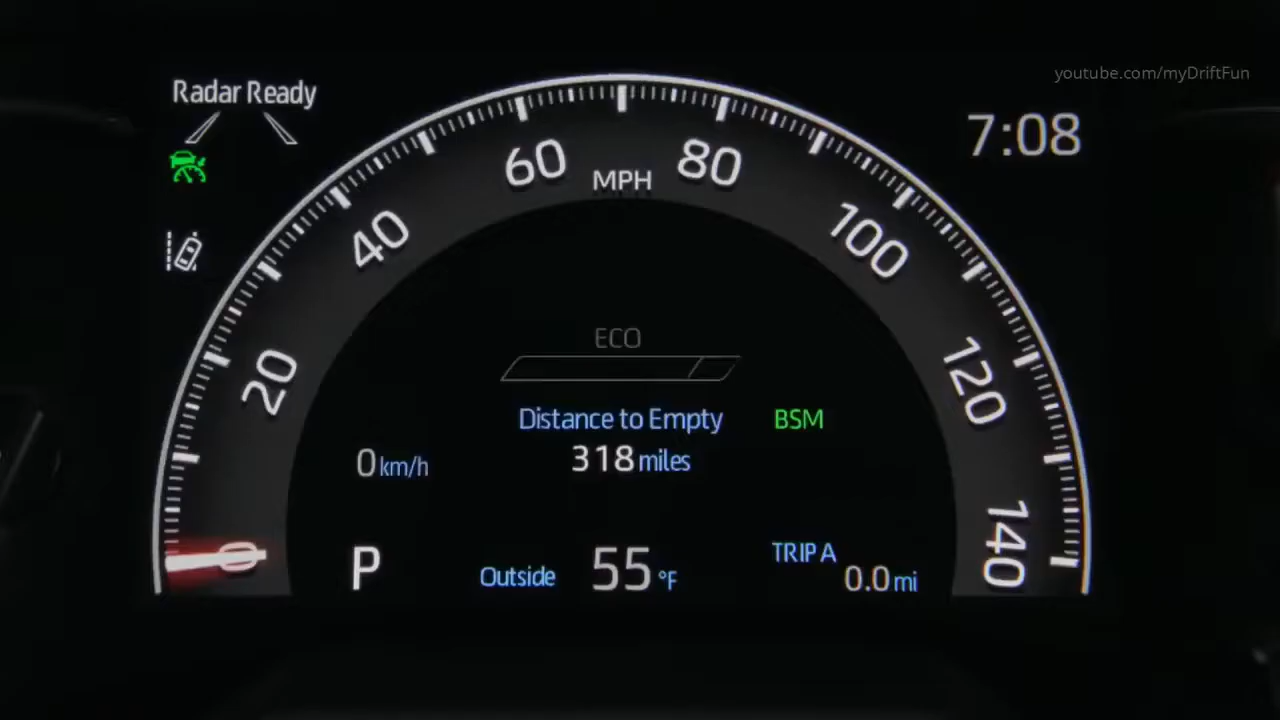 youtube.com/myDriftFun
Radar Ready
7:08
60
MPH
80
40
100
20
120
0
140
ECO
Distance to Empty
BSM
318 miles
0 km/h
P
Outside
55 °F
TRIP A
0.0 mi